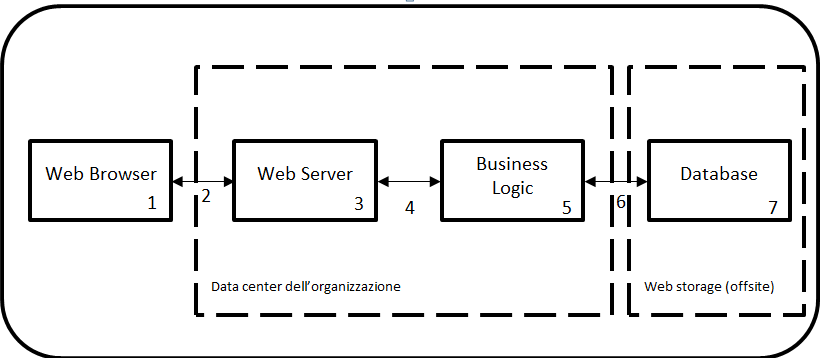 Web Browser
1
2
Web Server
3
4
Business
Logic
5
6
Database
7
Data center dell'organizzazione
Web storage (offsite)